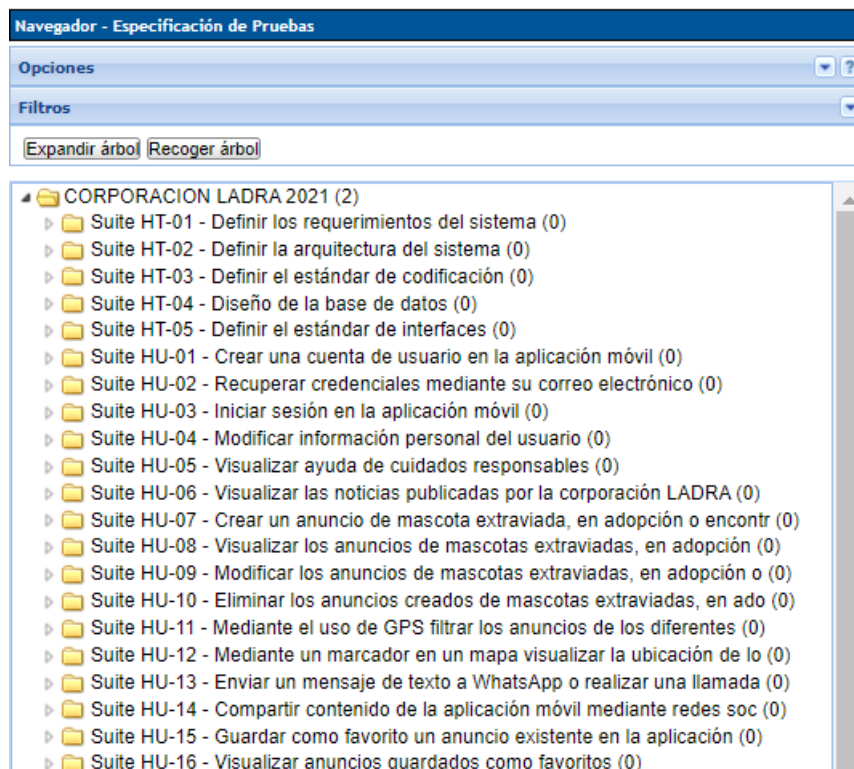 Navegador - Especificación de Pruebas
Opciones
?
Filtros
Expandir árbol Recoger árbol
CORPORACION LADRA 2021 (2)
Suite HT-01 - Definir los requerimientos del sistema (0)
Suite HT-02 - Definir la arquitectura del sistema (0)
Suite HT-03 - Definir el estándar de codificación (0)
Suite HT-04 - Diseño de la base de datos (0)
Suite HT-05 - Definir el estándar de interfaces (0)
Suite HU-01 - Crear una cuenta de usuario en la aplicación móvil (0)
Suite HU-02 - Recuperar credenciales mediante su correo electrónico (0)
Suite HU-03 - Iniciar sesión en la aplicación móvil (0)
Suite HU-04 - Modificar información personal del usuario (0)
Suite HU-05 - Visualizar ayuda de cuidados responsables (0)
Suite HU-06 - Visualizar las noticias publicadas por la corporación LADRA (0)
Suite HU-07 - Crear un anuncio de mascota extraviada, en adopción o encontr (0)
Suite HU-08 - Visualizar los anuncios de mascotas extraviadas, en adopción (0)
Suite HU-09 - Modificar los anuncios de mascotas extraviadas, en adopción o (0)
Suite HU-10 - Eliminar los anuncios creados de mascotas extraviadas, en ado (0)
Suite HU-11 - Mediante el uso de GPS filtrar los anuncios de los diferentes (0)
Suite HU-12 - Mediante un marcador en un mapa visualizar la ubicación de lo (0)
Suite HU-13 - Enviar un mensaje de texto a WhatsApp o realizar una llamada (0)
Suite HU-14 - Compartir contenido de la aplicación móvil mediante redes soc (0)
Suite HU-15 - Guardar como favorito un anuncio existente en la aplicación (0)
Suite HU-16 - Visualizar anuncios guardados como favoritos (0)